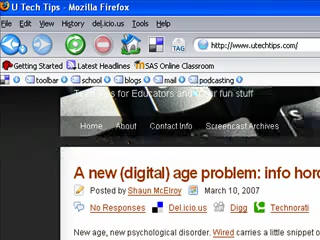 U Tech Tips - Mozilla Firefox
File Edit View History del.icio.us Tools Help
TAG http://www.utechtips.com/
Getting Started Latest Headlines SAS Online Classroom
toolbar school blogs mail podcasting
for Educators and fun stuff
Home About Contact Info Screencast Archives
A new (digital) age problem: info hor
Posted by Shaun McElroy March 10, 2007
No Responses Del.icio.us Digg Technorati
New age, new psychological disorder. Wired carries a little snippet o